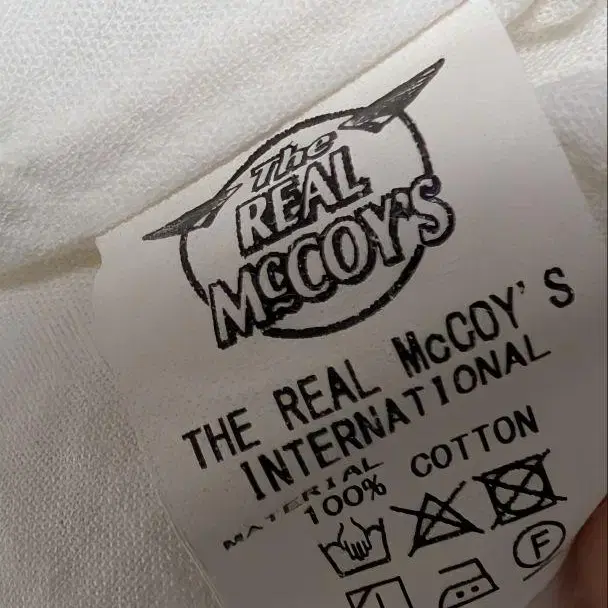 The
REAL
McCOY'S
THE REAL McCOY'S
INTERNATIONAL
MATERIAL
100% COTTON
F